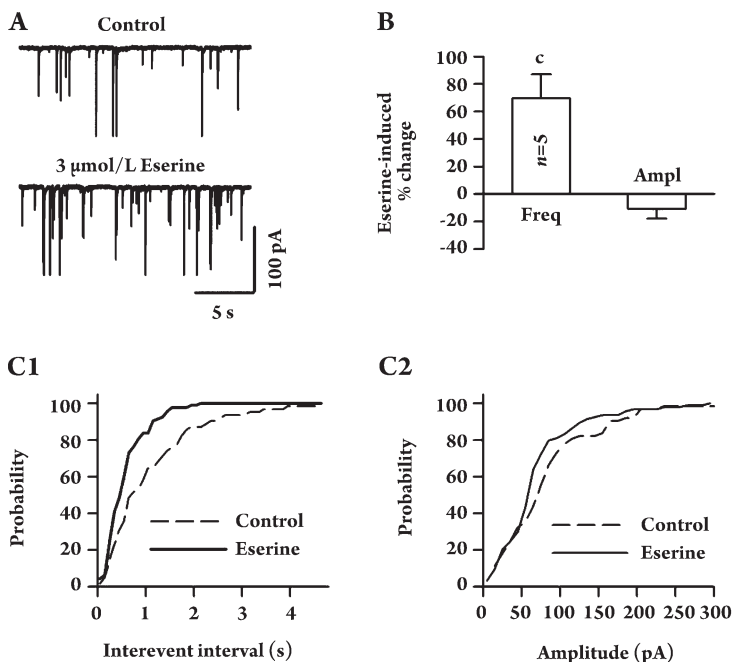 A
Control
3 μmol/L Eserine
100 pA
5 s
B
Eserine-induced
% change
100
80
60
40
20
0
-20
-40
c
n=5
Freq
Ampl
C1
Probability
100
80
60
40
20
0
Control
Eserine
0 1 2 3 4
Interevent interval (s)
C2
Probability
100
80
60
40
20
0
Control
Eserine
0 50 100 150 200 250 300
Amplitude (pA)